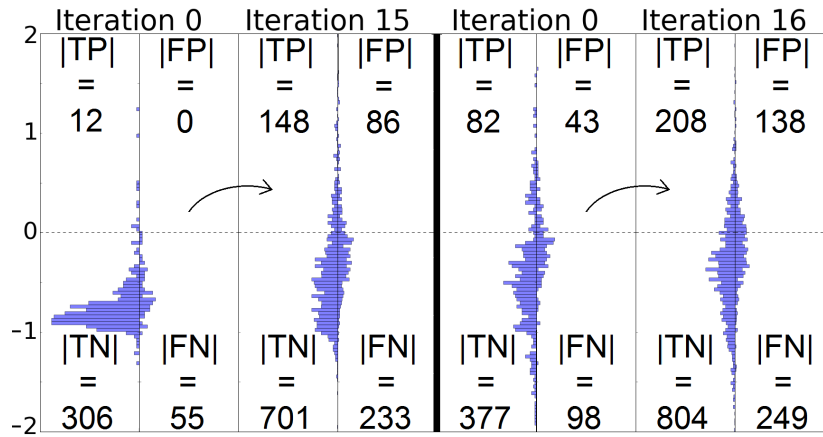 Iteration 0 Iteration 15 Iteration 0 Iteration 16
2
|TP| |FP| |TP| |FP| |TP| |FP| |TP| |FP|
= = = = = = = =
12 0 148 86 82 43 208 138
1
0
−1
|TN| |FN| |TN| |FN| |TN| |FN| |TN| |FN|
= = = = = = = =
306 55 701 233 377 98 804 249
−2